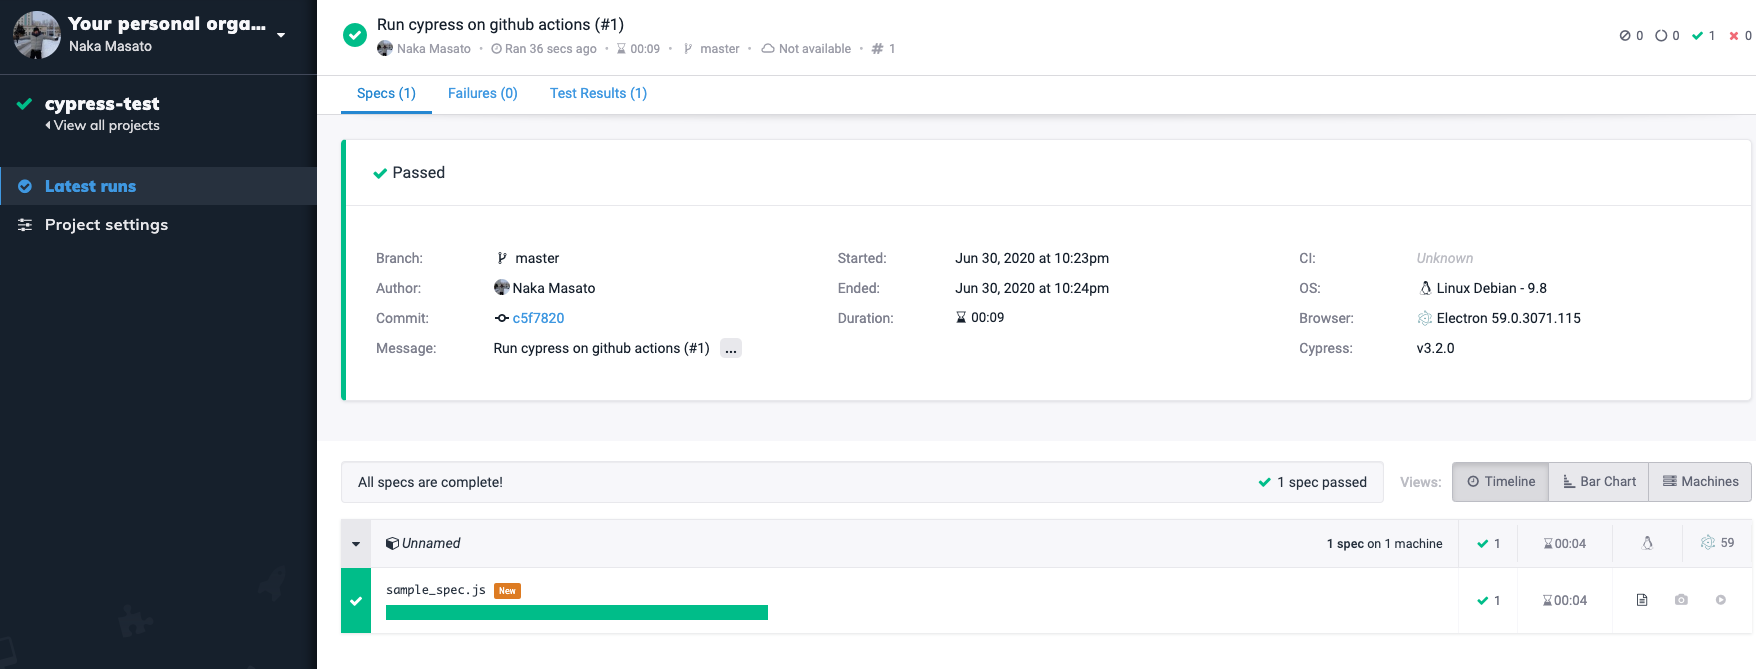 Your personal orga...
Naka Masato
cypress-test
View all projects
Latest runs
Project settings
Run cypress on github actions (#1)
Naka Masato • Ran 36 secs ago • 00:09 • master • Not available • # 1
0 0 1 0
Specs (1) Failures (0) Test Results (1)
Passed
Branch: master
Author: Naka Masato
Commit: c5f7820
Message: Run cypress on github actions (#1) ...
Started: Jun 30, 2020 at 10:23pm
Ended: Jun 30, 2020 at 10:24pm
Duration: 00:09
CI: Unknown
OS: Linux Debian - 9.8
Browser: Electron 59.0.3071.115
Cypress: v3.2.0
All specs are complete! 1 spec passed
Views: Timeline Bar Chart Machines
Unnamed 1 spec on 1 machine 1 00:04 59
sample_spec.js New 1 00:04